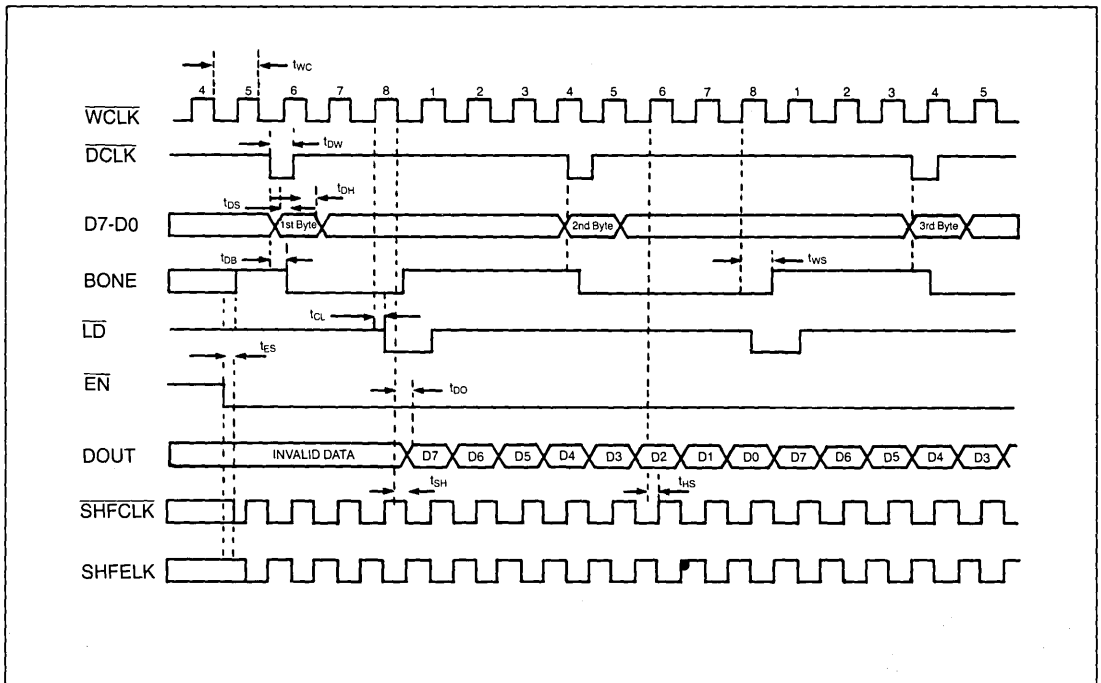 tWC
4 5 6 7 8 1 2 3 4 5 6 7 8 1 2 3 4 5
WCLK
tDW
DCLK
tDH
tDS
D7-D0 1st Byte 2nd Byte 3rd Byte
tDB
tWS
BONE
tCL
LD
tES
EN
tDO
DOUT INVALID DATA D7 D6 D5 D4 D3 D2 D1 D0 D7 D6 D5 D4 D3
tSH tHS
SHFCLK
SHFELK